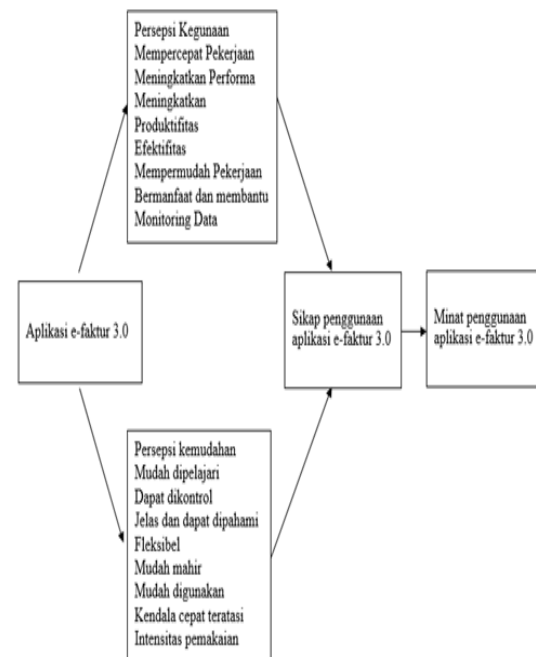 Persepsi Kegunaan
Mempercepat Pekerjaan
Meningkatkan Performa
Meningkatkan
Produktifitas
Efektifitas
Mempermudah Pekerjaan
Bermanfaat dan membantu
Monitoring Data
Aplikasi e-faktur 3.0
Sikap penggunaan
aplikasi e-faktur 3.0
Minat penggunaan
aplikasi e-faktur 3.0
Persepsi kemudahan
Mudah dipelajari
Dapat dikontrol
Jelas dan dapat dipahami
Fleksibel
Mudah mahir
Mudah digunakan
Kendala cepat teratasi
Intensitas pemakaian